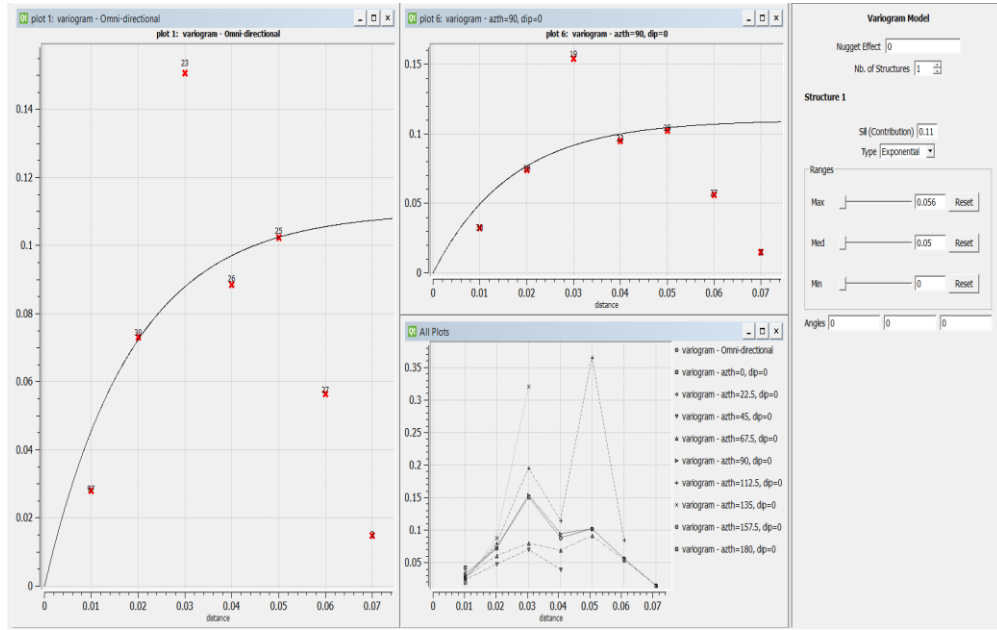 plot 1: variogram - Omni-directional
plot 1: variogram - Omni-directional
0.14
0.12
0.1
0.08
0.06
0.04
0.02
0
23
30
26
25
27
0 0.01 0.02 0.03 0.04 0.05 0.06 0.07
distance
plot 6: variogram - azth=90, dip=0
plot 6: variogram - azth=90, dip=0
0.15
0.1
0.05
0
19
0 0.01 0.02 0.03 0.04 0.05 0.06 0.07
distance
All Plots
0.35
0.3
0.25
0.2
0.15
0.1
0.05
0.01 0.02 0.03 0.04 0.05 0.06 0.07
distance
variogram - Omni-directional
variogram - azth=0, dip=0
variogram - azth=22.5, dip=0
variogram - azth=45, dip=0
variogram - azth=67.5, dip=0
variogram - azth=90, dip=0
variogram - azth=112.5, dip=0
variogram - azth=135, dip=0
variogram - azth=157.5, dip=0
variogram - azth=180, dip=0
Variogram Model
Nugget Effect 0
Nb. of Structures 1
Structure 1
Sill (Contribution) 0.11
Type Exponential
Ranges
Max 0.056 Reset
Med 0.05 Reset
Min 0 Reset
Angles 0 0 0